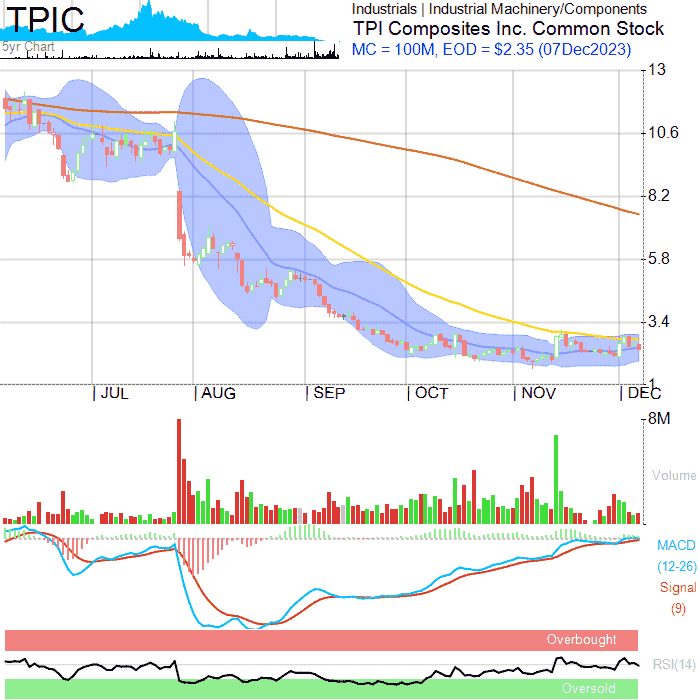 TPIC
5yr Chart
Industrials | Industrial Machinery/Components
TPI Composites Inc. Common Stock
MC = 100M, EOD = $2.35 (07Dec2023)
13
10.6
8.2
5.8
3.4
1
JUL AUG SEP OCT NOV DEC
8M
Volume
MACD
(12-26)
Signal
(9)
Overbought
RSI(14)
Oversold